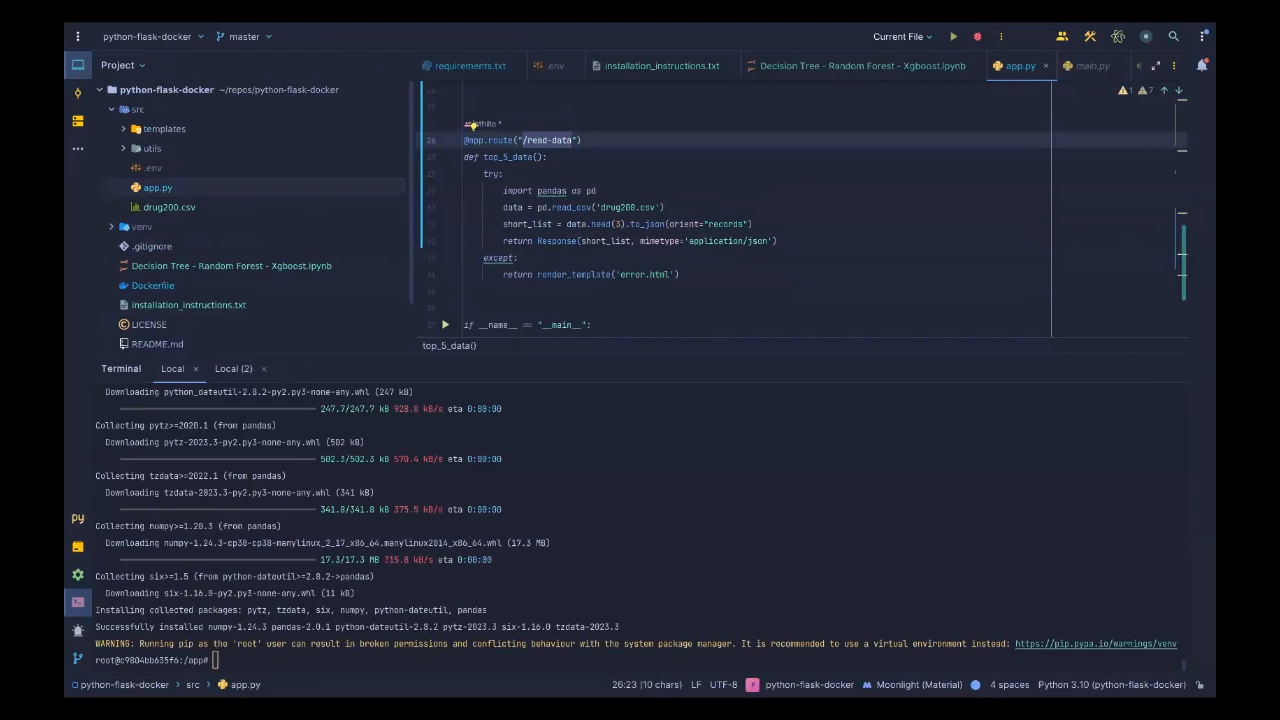 python-flask-docker master Current File
Project
requirements.txt .env installation_instructions.txt Decision Tree - Random Forest - Xgboost.ipynb app.py × main.py
python-flask-docker ~/repos/python-flask-docker
src
templates
utils
.env
app.py
drug200.csv
venv
.gitignore
Decision Tree - Random Forest - Xgboost.ipynb
Dockerfile
installation_instructions.txt
LICENSE
README.md
1 7
26 @app.route("/read-data")
def top_5_data():
try:
import pandas as pd
data = pd.read_csv('drug200.csv')
short_list = data.head(3).to_json(orient="records")
return Response(short_list, mimetype='application/json')
except:
return render_template('error.html')
if __name__ == "__main__":
top_5_data()
Terminal Local × Local (2) ×
Downloading python_dateutil-2.8.2-py2.py3-none-any.whl (247 kB)
247.7/247.7 kB 928.8 kB/s eta 0:00:00
Collecting pytz>=2020.1 (from pandas)
Downloading pytz-2023.3-py2.py3-none-any.whl (502 kB)
502.3/502.3 kB 570.4 kB/s eta 0:00:00
Collecting tzdata>=2022.1 (from pandas)
Downloading tzdata-2023.3-py2.py3-none-any.whl (341 kB)
341.8/341.8 kB 375.5 kB/s eta 0:00:00
Collecting numpy>=1.20.3 (from pandas)
Downloading numpy-1.24.3-cp38-cp38-manylinux_2_17_x86_64.manylinux2014_x86_64.whl (17.3 MB)
17.3/17.3 MB 315.8 kB/s eta 0:00:00
Collecting six>=1.5 (from python-dateutil>=2.8.2->pandas)
Downloading six-1.16.0-py2.py3-none-any.whl (11 kB)
Installing collected packages: pytz, tzdata, six, numpy, python-dateutil, pandas
Successfully installed numpy-1.24.3 pandas-2.0.1 python-dateutil-2.8.2 pytz-2023.3 six-1.16.0 tzdata-2023.3
WARNING: Running pip as the 'root' user can result in broken permissions and conflicting behaviour with the system package manager. It is recommended to use a virtual environment instead: https://pip.pypa.io/warnings/venv
root@c9804bb635f6:/app#
python-flask-docker > src > app.py 26:23 (10 chars) LF UTF-8 python-flask-docker Moonlight (Material) 4 spaces Python 3.10 (python-flask-docker)